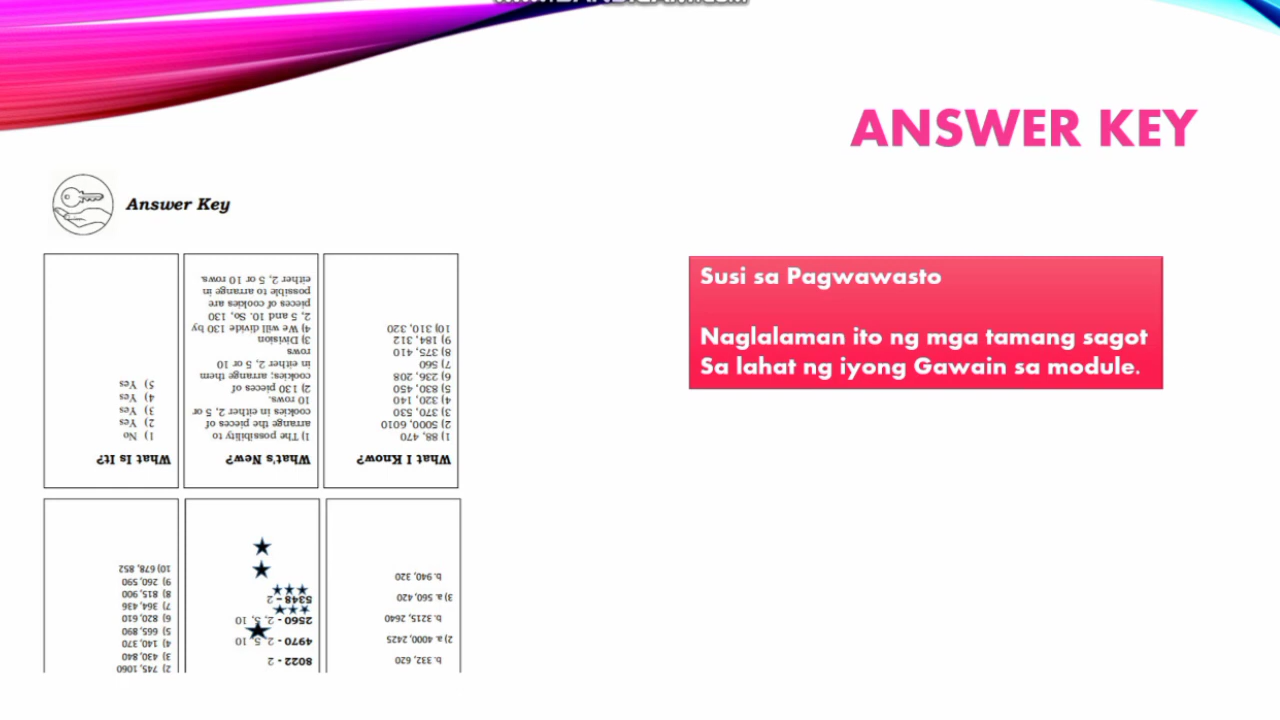 ANSWER KEY
Answer Key
Susi sa Pagwawasto
Naglalaman ito ng mga tamang sagot
Sa lahat ng iyong Gawain sa module.
What I Know?
1) 88, 470
2) 5000, 6010
3) 370, 530
4) 320, 140
5) 830, 450
6) 236, 208
7) 560
8) 375, 410
9) 184, 312
10) 310, 320
What's New?
1) The possibility to
arrange the pieces of
cookies in either 2, 5 or
10 rows.
2) 130 pieces of
cookies; arrange them
in either 2, 5 or 10
rows
3) Division
4) We will divide 130 by
2, 5 and 10. So, 130
pieces of cookies are
possible to arrange in
either 2, 5 or 10 rows.
What Is It?
1) No
2) Yes
3) Yes
4) Yes
5) Yes
b. 332, 620
2) a. 4000, 2425
b. 3215, 2640
3) a. 560, 420
b. 940, 320
8022 - 2
4970 - 2, 5, 10
2560 - 2, 5, 10
5348 - 2
2) 745, 1060
3) 430, 840
4) 140, 370
5) 665, 890
6) 820, 610
7) 364, 436
8) 815, 900
9) 260, 590
10) 678, 852